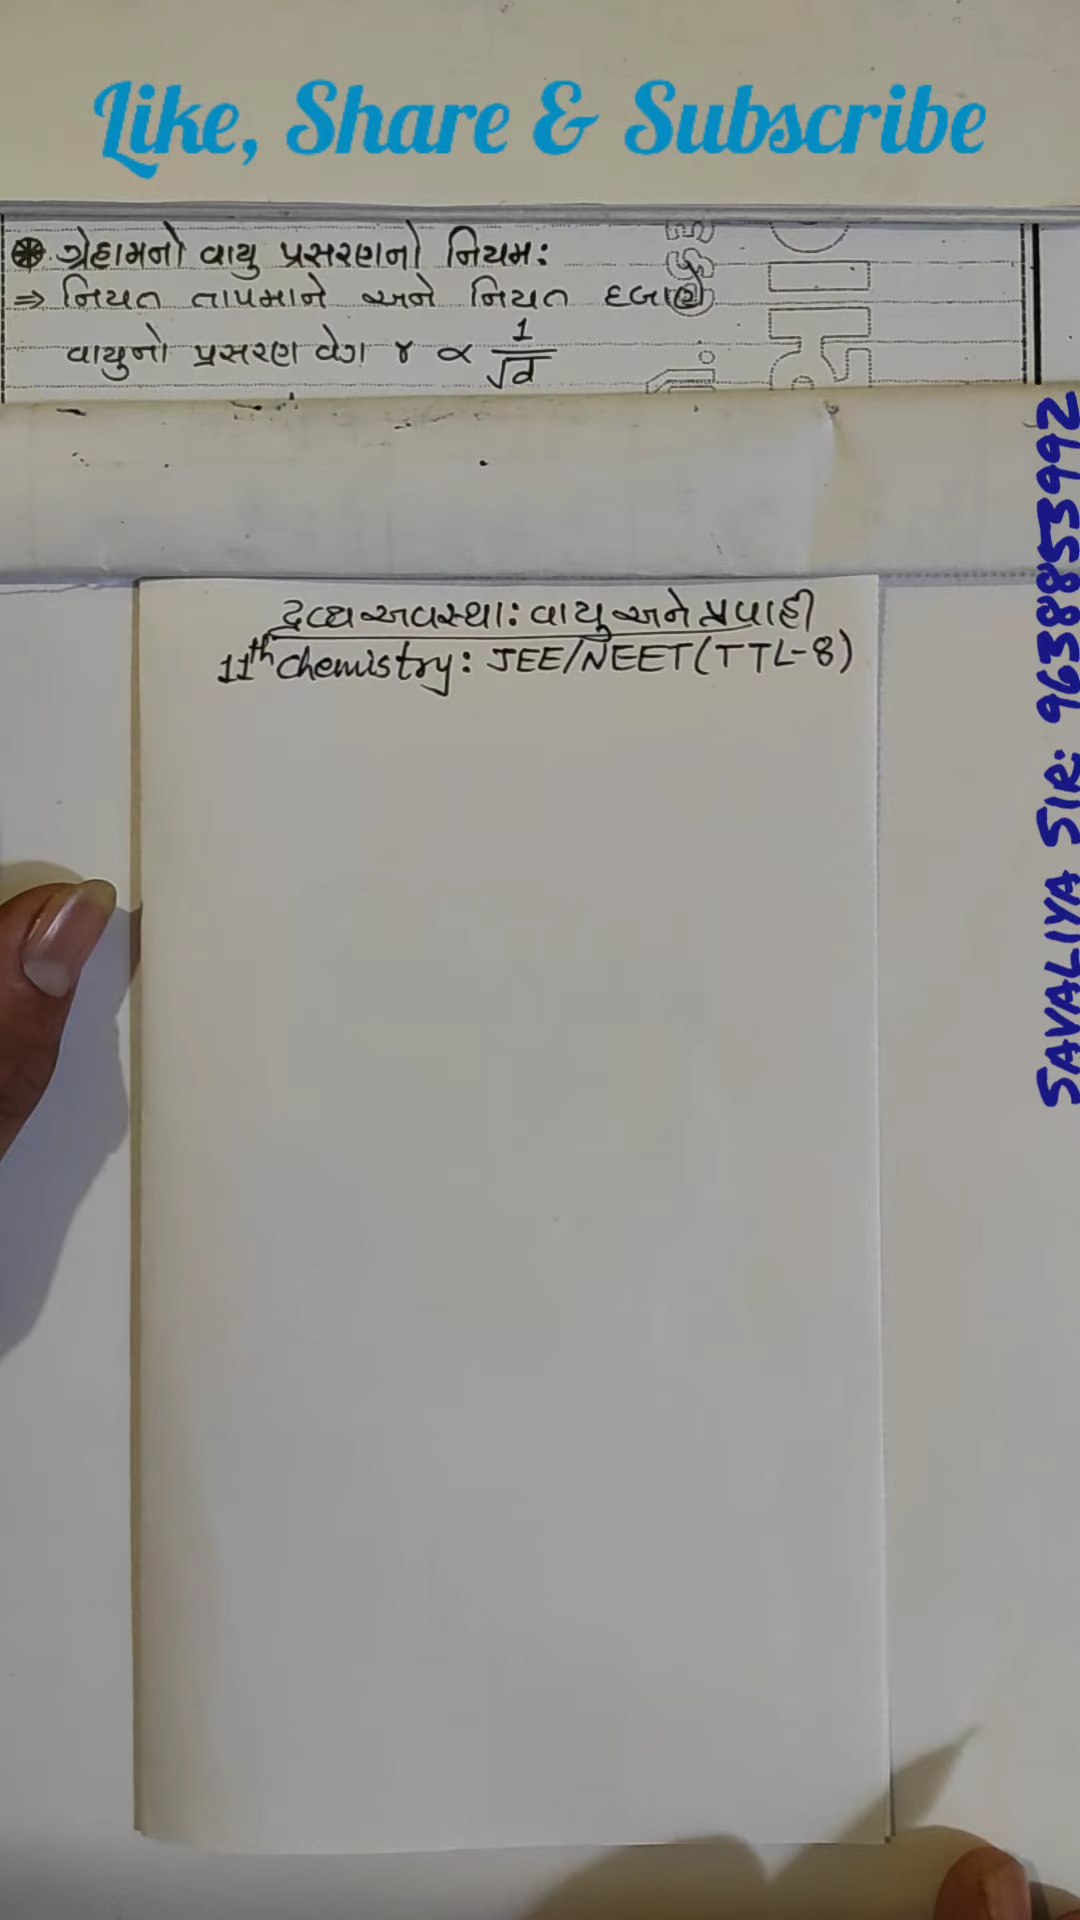 Like, Share & Subscribe
ગ્રેહામનો વાયુ પ્રસરણનો નિયમ:
⇒ નિયત તાપમાને અને નિયત દબાણે
વાયુનો પ્રસરણ વેગ r ∝ 1/√d
દ્રવ્ય અવસ્થા: વાયુ અને પ્રવાહી
11th Chemistry: JEE/NEET (TTL-8)
SAVALIYA SIR: 9638853992